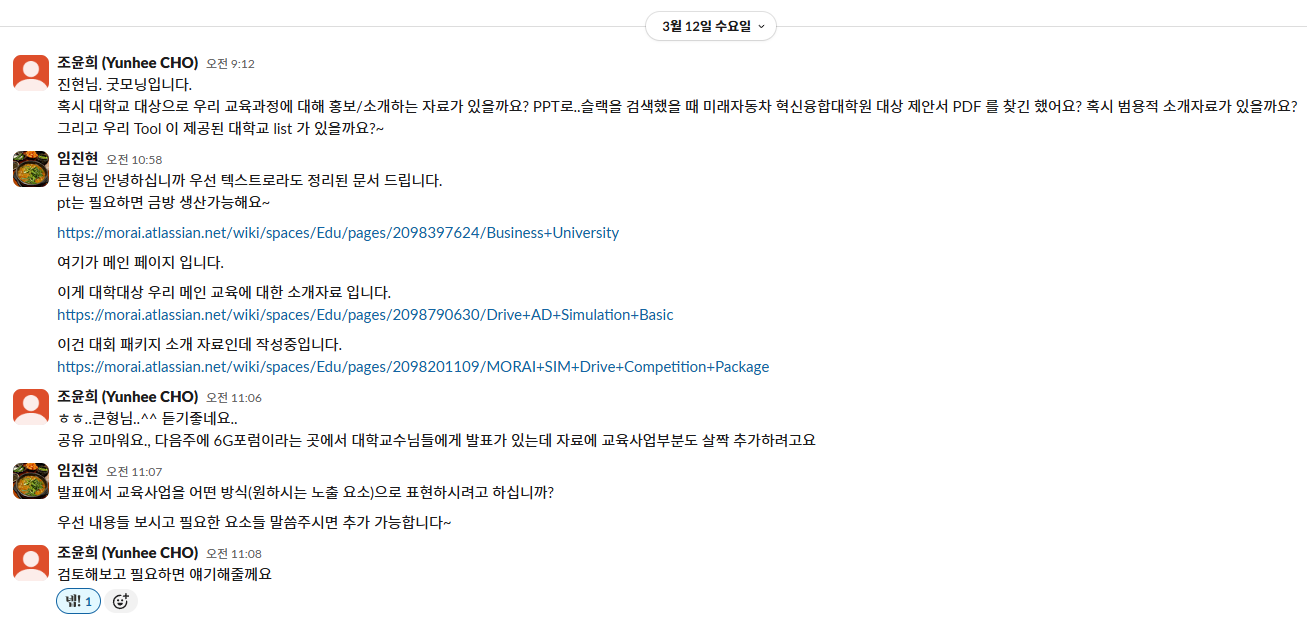 3월 12일 수요일
조윤희 (Yunhee CHO) 오전 9:12
진현님. 굿모닝입니다.
혹시 대학교 대상으로 우리 교육과정에 대해 홍보/소개하는 자료가 있을까요? PPT로..슬랙을 검색했을 때 미래자동차 혁신융합대학원 대상 제안서 PDF 를 찾긴 했어요? 혹시 범용적 소개자료가 있을까요?
그리고 우리 Tool 이 제공된 대학교 list 가 있을까요?~
임진현 오전 10:58
큰형님 안녕하십니까 우선 텍스트로라도 정리된 문서 드립니다.
pt는 필요하면 금방 생산가능해요~
https://morai.atlassian.net/wiki/spaces/Edu/pages/2098397624/Business+University
여기가 메인 페이지 입니다.
이게 대학대상 우리 메인 교육에 대한 소개자료 입니다.
https://morai.atlassian.net/wiki/spaces/Edu/pages/2098790630/Drive+AD+Simulation+Basic
이건 대회 패키지 소개 자료인데 작성중입니다.
https://morai.atlassian.net/wiki/spaces/Edu/pages/2098201109/MORAI+SIM+Drive+Competition+Package
조윤희 (Yunhee CHO) 오전 11:06
ㅎㅎ..큰형님..^^ 듣기좋네요..
공유 고마워요., 다음주에 6G포럼이라는 곳에서 대학교수님들에게 발표가 있는데 자료에 교육사업부분도 살짝 추가하려고요
임진현 오전 11:07
발표에서 교육사업을 어떤 방식(원하시는 노출 요소)으로 표현하시려고 하십니까?
우선 내용들 보시고 필요한 요소들 말씀주시면 추가 가능합니다~
조윤희 (Yunhee CHO) 오전 11:08
검토해보고 필요하면 얘기해줄께요
넵! 1